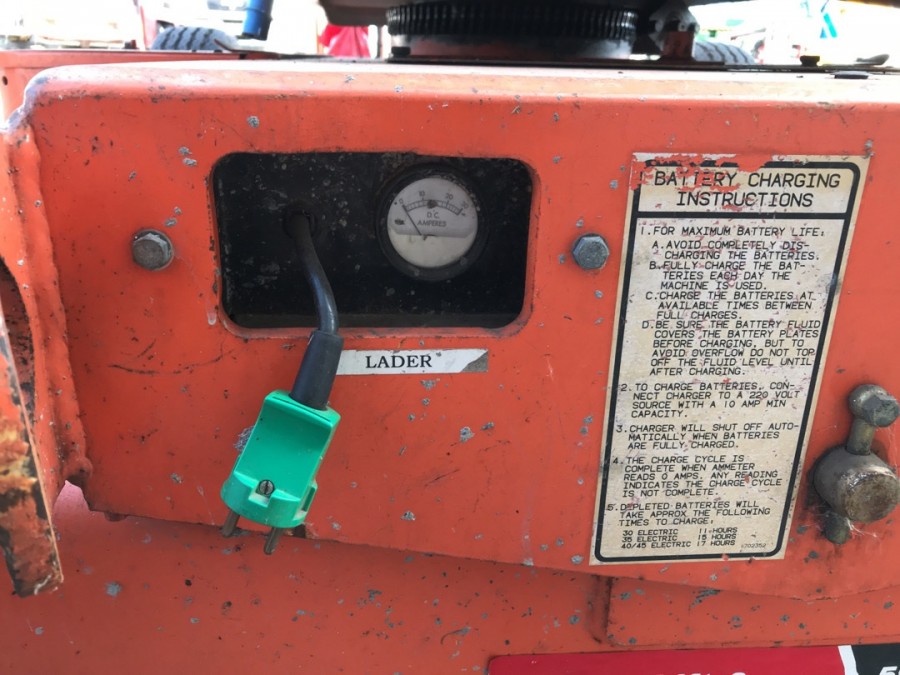 0 10 20 30
D.C.
AMPERES
LADER
BATTERY CHARGING
INSTRUCTIONS
1. FOR MAXIMUM BATTERY LIFE:
A. AVOID COMPLETELY DIS-
CHARGING THE BATTERIES.
B. FULLY CHARGE THE BAT-
TERIES EACH DAY THE
MACHINE IS USED.
C. CHARGE THE BATTERIES AT
AVAILABLE TIMES BETWEEN
FULL CHARGES.
D. BE SURE THE BATTERY FLUID
COVERS THE BATTERY PLATES
BEFORE CHARGING, BUT TO
AVOID OVERFLOW DO NOT TOP
OFF THE FLUID LEVEL UNTIL
AFTER CHARGING.
2. TO CHARGE BATTERIES, CON-
NECT CHARGER TO A 220 VOLT
SOURCE WITH A 10 AMP MIN
CAPACITY.
3. CHARGER WILL SHUT OFF AUTO-
MATICALLY WHEN BATTERIES
ARE FULLY CHARGED.
4. THE CHARGE CYCLE IS
COMPLETE WHEN AMMETER
READS 0 AMPS. ANY READING
INDICATES THE CHARGE CYCLE
IS NOT COMPLETE.
5. DEPLETED BATTERIES WILL
TAKE APPROX THE FOLLOWING
TIMES TO CHARGE:
30 ELECTRIC 11 HOURS
35 ELECTRIC 15 HOURS
40/45 ELECTRIC 17 HOURS